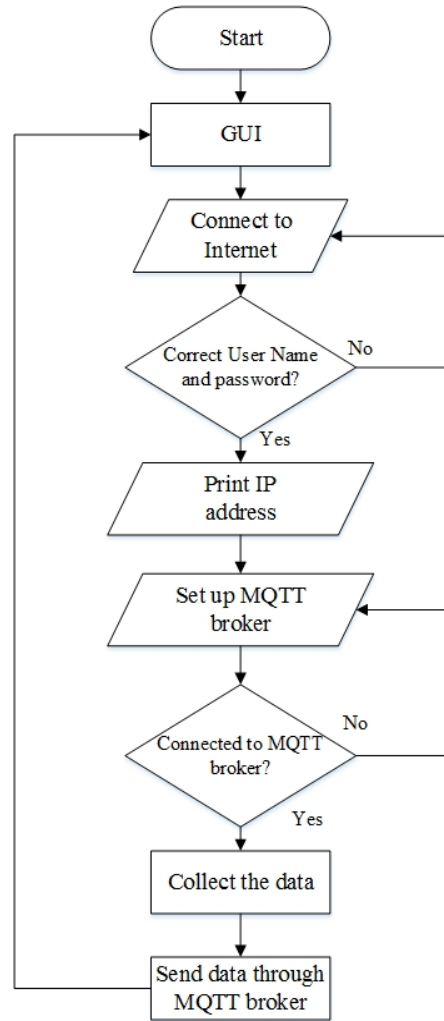 Start
GUI
Connect to
Internet
Correct User Name
and password?
No
Yes
Print IP
address
Set up MQTT
broker
Connected to MQTT
broker?
No
Yes
Collect the data
Send data through
MQTT broker